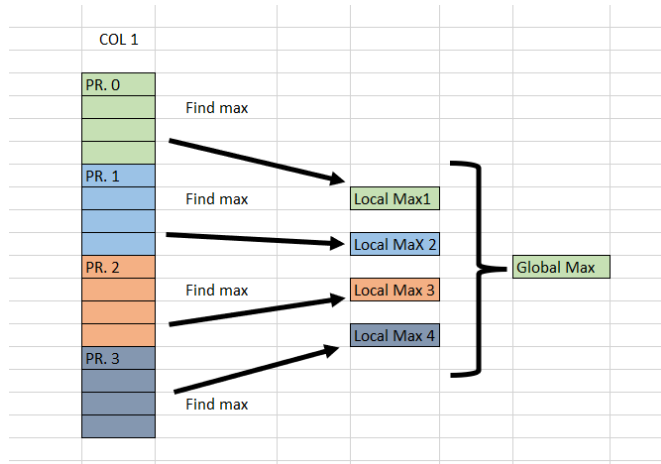 COL 1
PR. 0
Find max
PR. 1
Find max
Local Max1
Local MaX 2
PR. 2
Global Max
Find max
Local Max 3
Local Max 4
PR. 3
Find max